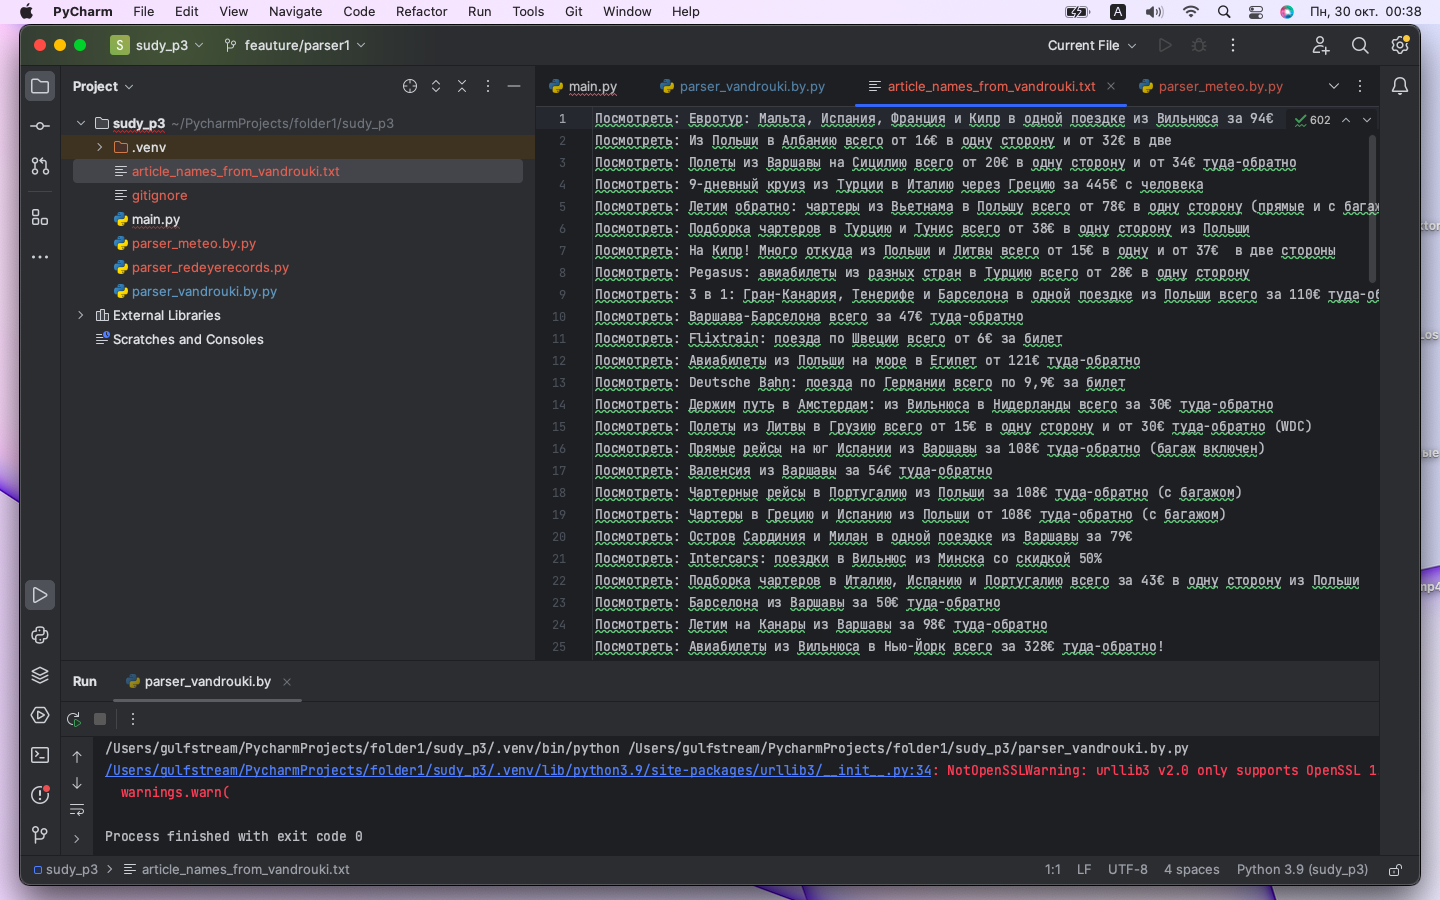 PyCharm File Edit View Navigate Code Refactor Run Tools Git Window Help A Пн, 30 окт. 00:38
S sudy_p3 feauture/parser1 Current File
Project main.py parser_vandrouki.by.py article_names_from_vandrouki.txt parser_meteo.by.py
sudy_p3 ~/PycharmProjects/folder1/sudy_p3
.venv
article_names_from_vandrouki.txt
gitignore
main.py
parser_meteo.by.py
parser_redeyerecords.py
parser_vandrouki.by.py
External Libraries
Scratches and Consoles
602
1 Посмотреть: Евротур: Мальта, Испания, Франция и Кипр в одной поездке из Вильнюса за 94€
2 Посмотреть: Из Польши в Албанию всего от 16€ в одну сторону и от 32€ в две
3 Посмотреть: Полеты из Варшавы на Сицилию всего от 20€ в одну сторону и от 34€ туда-обратно
4 Посмотреть: 9-дневный круиз из Турции в Италию через Грецию за 445€ с человека
5 Посмотреть: Летим обратно: чартеры из Вьетнама в Польшу всего от 78€ в одну сторону (прямые и с багаж
6 Посмотреть: Подборка чартеров в Турцию и Тунис всего от 38€ в одну сторону из Польши
7 Посмотреть: На Кипр! Много откуда из Польши и Литвы всего от 15€ в одну и от 37€  в две стороны
8 Посмотреть: Pegasus: авиабилеты из разных стран в Турцию всего от 28€ в одну сторону
9 Посмотреть: 3 в 1: Гран-Канария, Тенерифе и Барселона в одной поездке из Польши всего за 110€ туда-об
10 Посмотреть: Варшава-Барселона всего за 47€ туда-обратно
11 Посмотреть: Flixtrain: поезда по Швеции всего от 6€ за билет
12 Посмотреть: Авиабилеты из Польши на море в Египет от 121€ туда-обратно
13 Посмотреть: Deutsche Bahn: поезда по Германии всего по 9,9€ за билет
14 Посмотреть: Держим путь в Амстердам: из Вильнюса в Нидерланды всего за 30€ туда-обратно
15 Посмотреть: Полеты из Литвы в Грузию всего от 15€ в одну сторону и от 30€ туда-обратно (WDC)
16 Посмотреть: Прямые рейсы на юг Испании из Варшавы за 108€ туда-обратно (багаж включен)
17 Посмотреть: Валенсия из Варшавы за 54€ туда-обратно
18 Посмотреть: Чартерные рейсы в Португалию из Польши за 108€ туда-обратно (с багажом)
19 Посмотреть: Чартеры в Грецию и Испанию из Польши от 108€ туда-обратно (с багажом)
20 Посмотреть: Остров Сардиния и Милан в одной поездке из Варшавы за 79€
21 Посмотреть: Intercars: поездки в Вильнюс из Минска со скидкой 50%
22 Посмотреть: Подборка чартеров в Италию, Испанию и Португалию всего за 43€ в одну сторону из Польши
23 Посмотреть: Барселона из Варшавы за 50€ туда-обратно
24 Посмотреть: Летим на Канары из Варшавы за 98€ туда-обратно
25 Посмотреть: Авиабилеты из Вильнюса в Нью-Йорк всего за 328€ туда-обратно!
Run parser_vandrouki.by
/Users/gulfstream/PycharmProjects/folder1/sudy_p3/.venv/bin/python /Users/gulfstream/PycharmProjects/folder1/sudy_p3/parser_vandrouki.by.py
/Users/gulfstream/PycharmProjects/folder1/sudy_p3/.venv/lib/python3.9/site-packages/urllib3/__init__.py:34: NotOpenSSLWarning: urllib3 v2.0 only supports OpenSSL 1.
warnings.warn(
Process finished with exit code 0
sudy_p3 article_names_from_vandrouki.txt 1:1 LF UTF-8 4 spaces Python 3.9 (sudy_p3)